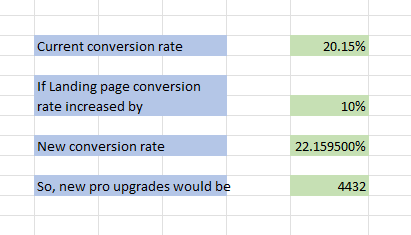 Current conversion rate 20.15%
If Landing page conversion
rate increased by 10%
New conversion rate 22.159500%
So, new pro upgrades would be 4432